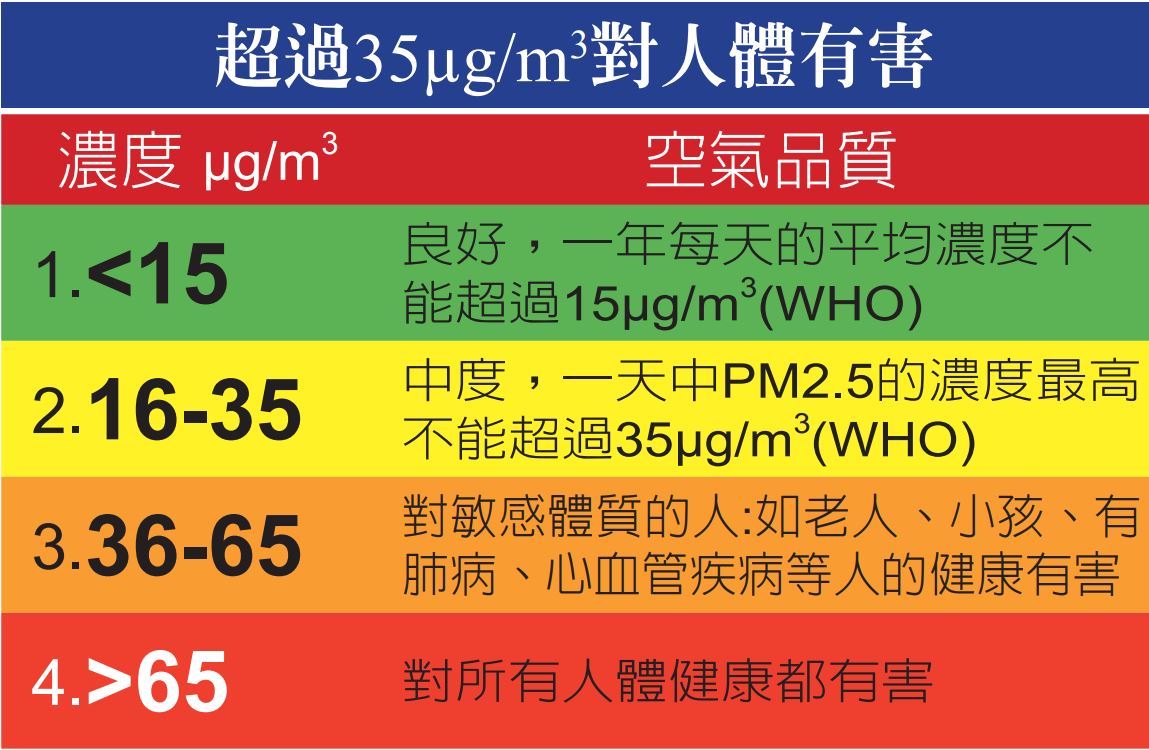 超過35μg/m³對人體有害
濃度 μg/m³ 空氣品質
1.<15
良好，一年每天的平均濃度不
能超過15μg/m³(WHO)
2.16-35
中度，一天中PM2.5的濃度最高
不能超過35μg/m³(WHO)
3.36-65
對敏感體質的人:如老人、小孩、有
肺病、心血管疾病等人的健康有害
4.>65
對所有人體健康都有害